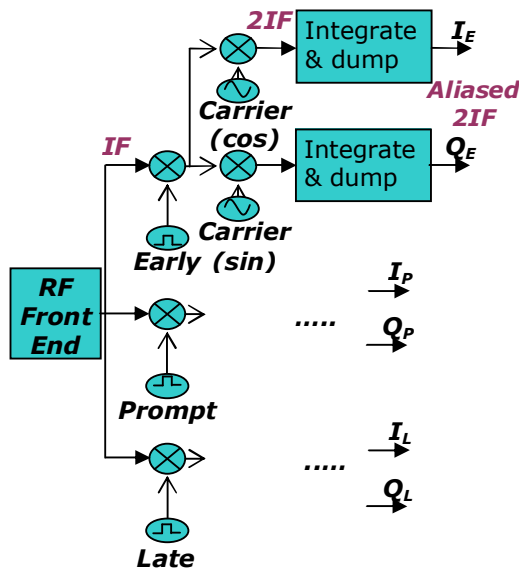 2IF
Integrate
& dump
I_E
Carrier
(cos)
Aliased
2IF
IF
Integrate
& dump
Q_E
Carrier
(sin)
Early
RF
Front
End
I_P
.....
Q_P
Prompt
I_L
.....
Q_L
Late